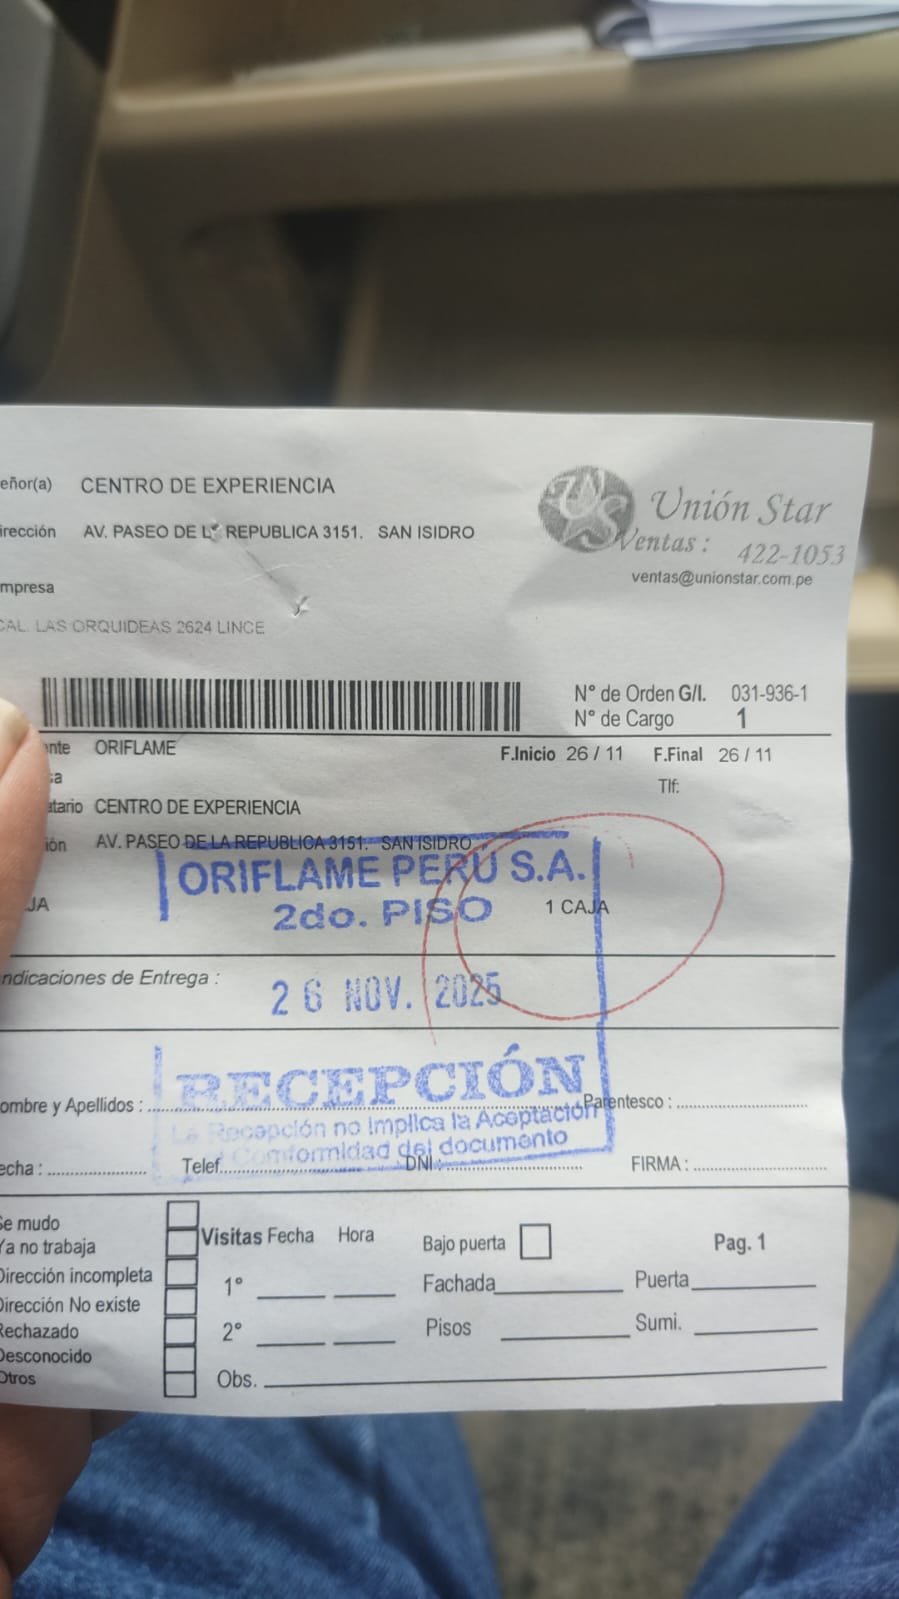 eñor(a) CENTRO DE EXPERIENCIA
irección AV. PASEO DE LA REPUBLICA 3151. SAN ISIDRO
mpresa
CAL. LAS ORQUIDEAS 2624 LINCE
US Unión Star
Ventas : 422-1053
ventas@unionstar.com.pe
N° de Orden G/I. 031-936-1
N° de Cargo 1
nte ORIFLAME F.Inicio 26 / 11 F.Final 26 / 11
sa Tlf:
atario CENTRO DE EXPERIENCIA
ión AV. PASEO DE LA REPUBLICA 3151. SAN ISIDRO
ORIFLAME PERU S.A.
2do. PISO
JA 1 CAJA
ndicaciones de Entrega :
26 NOV. 2025
RECEPCIÓN
ombre y Apellidos : Parentesco :
La Recepción no Implica la Aceptación
Comformidad del documento
echa : Telef. DNI : FIRMA :
Se mudo
Ya no trabaja
Dirección incompleta
Dirección No existe
Rechazado
Desconocido
Otros
Visitas Fecha Hora
1°
2°
Obs.
Bajo puerta Pag. 1
Fachada Puerta
Pisos Sumi.